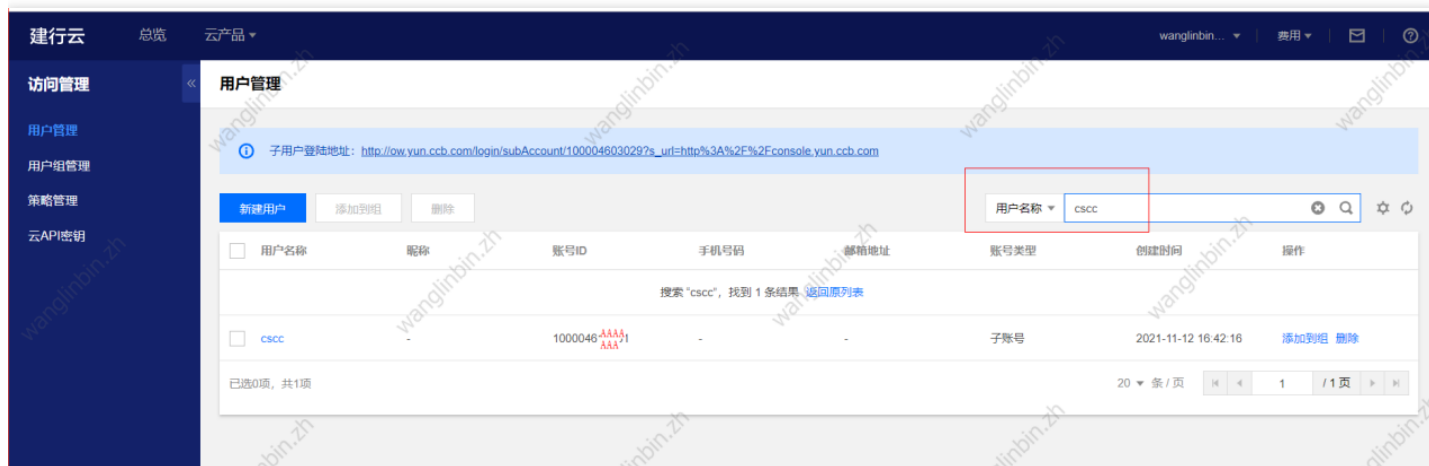 建行云 总览 云产品 wanglinbin... 费用
访问管理 用户管理
用户管理
用户组管理
策略管理
云API密钥
子用户登陆地址：http://ow.yun.ccb.com/login/subAccount/100004603029?s_url=http%3A%2F%2Fconsole.yun.ccb.com
新建用户 添加到组 删除 用户名称 cscc
用户名称 昵称 账号ID 手机号码 邮箱地址 账号类型 创建时间 操作
搜索 "cscc"，找到 1 条结果 返回原列表
cscc - 1000046 - - 子账号 2021-11-12 16:42:16 添加到组 删除
AAAA
AAA
已选0项，共1项 20 条 / 页 1 / 1 页
wanglinbin.zh